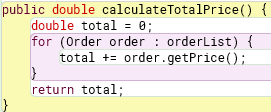 public double calculateTotalPrice() {
    double total = 0;
    for (Order order : orderList) {
        total += order.getPrice();
    }
    return total;
}